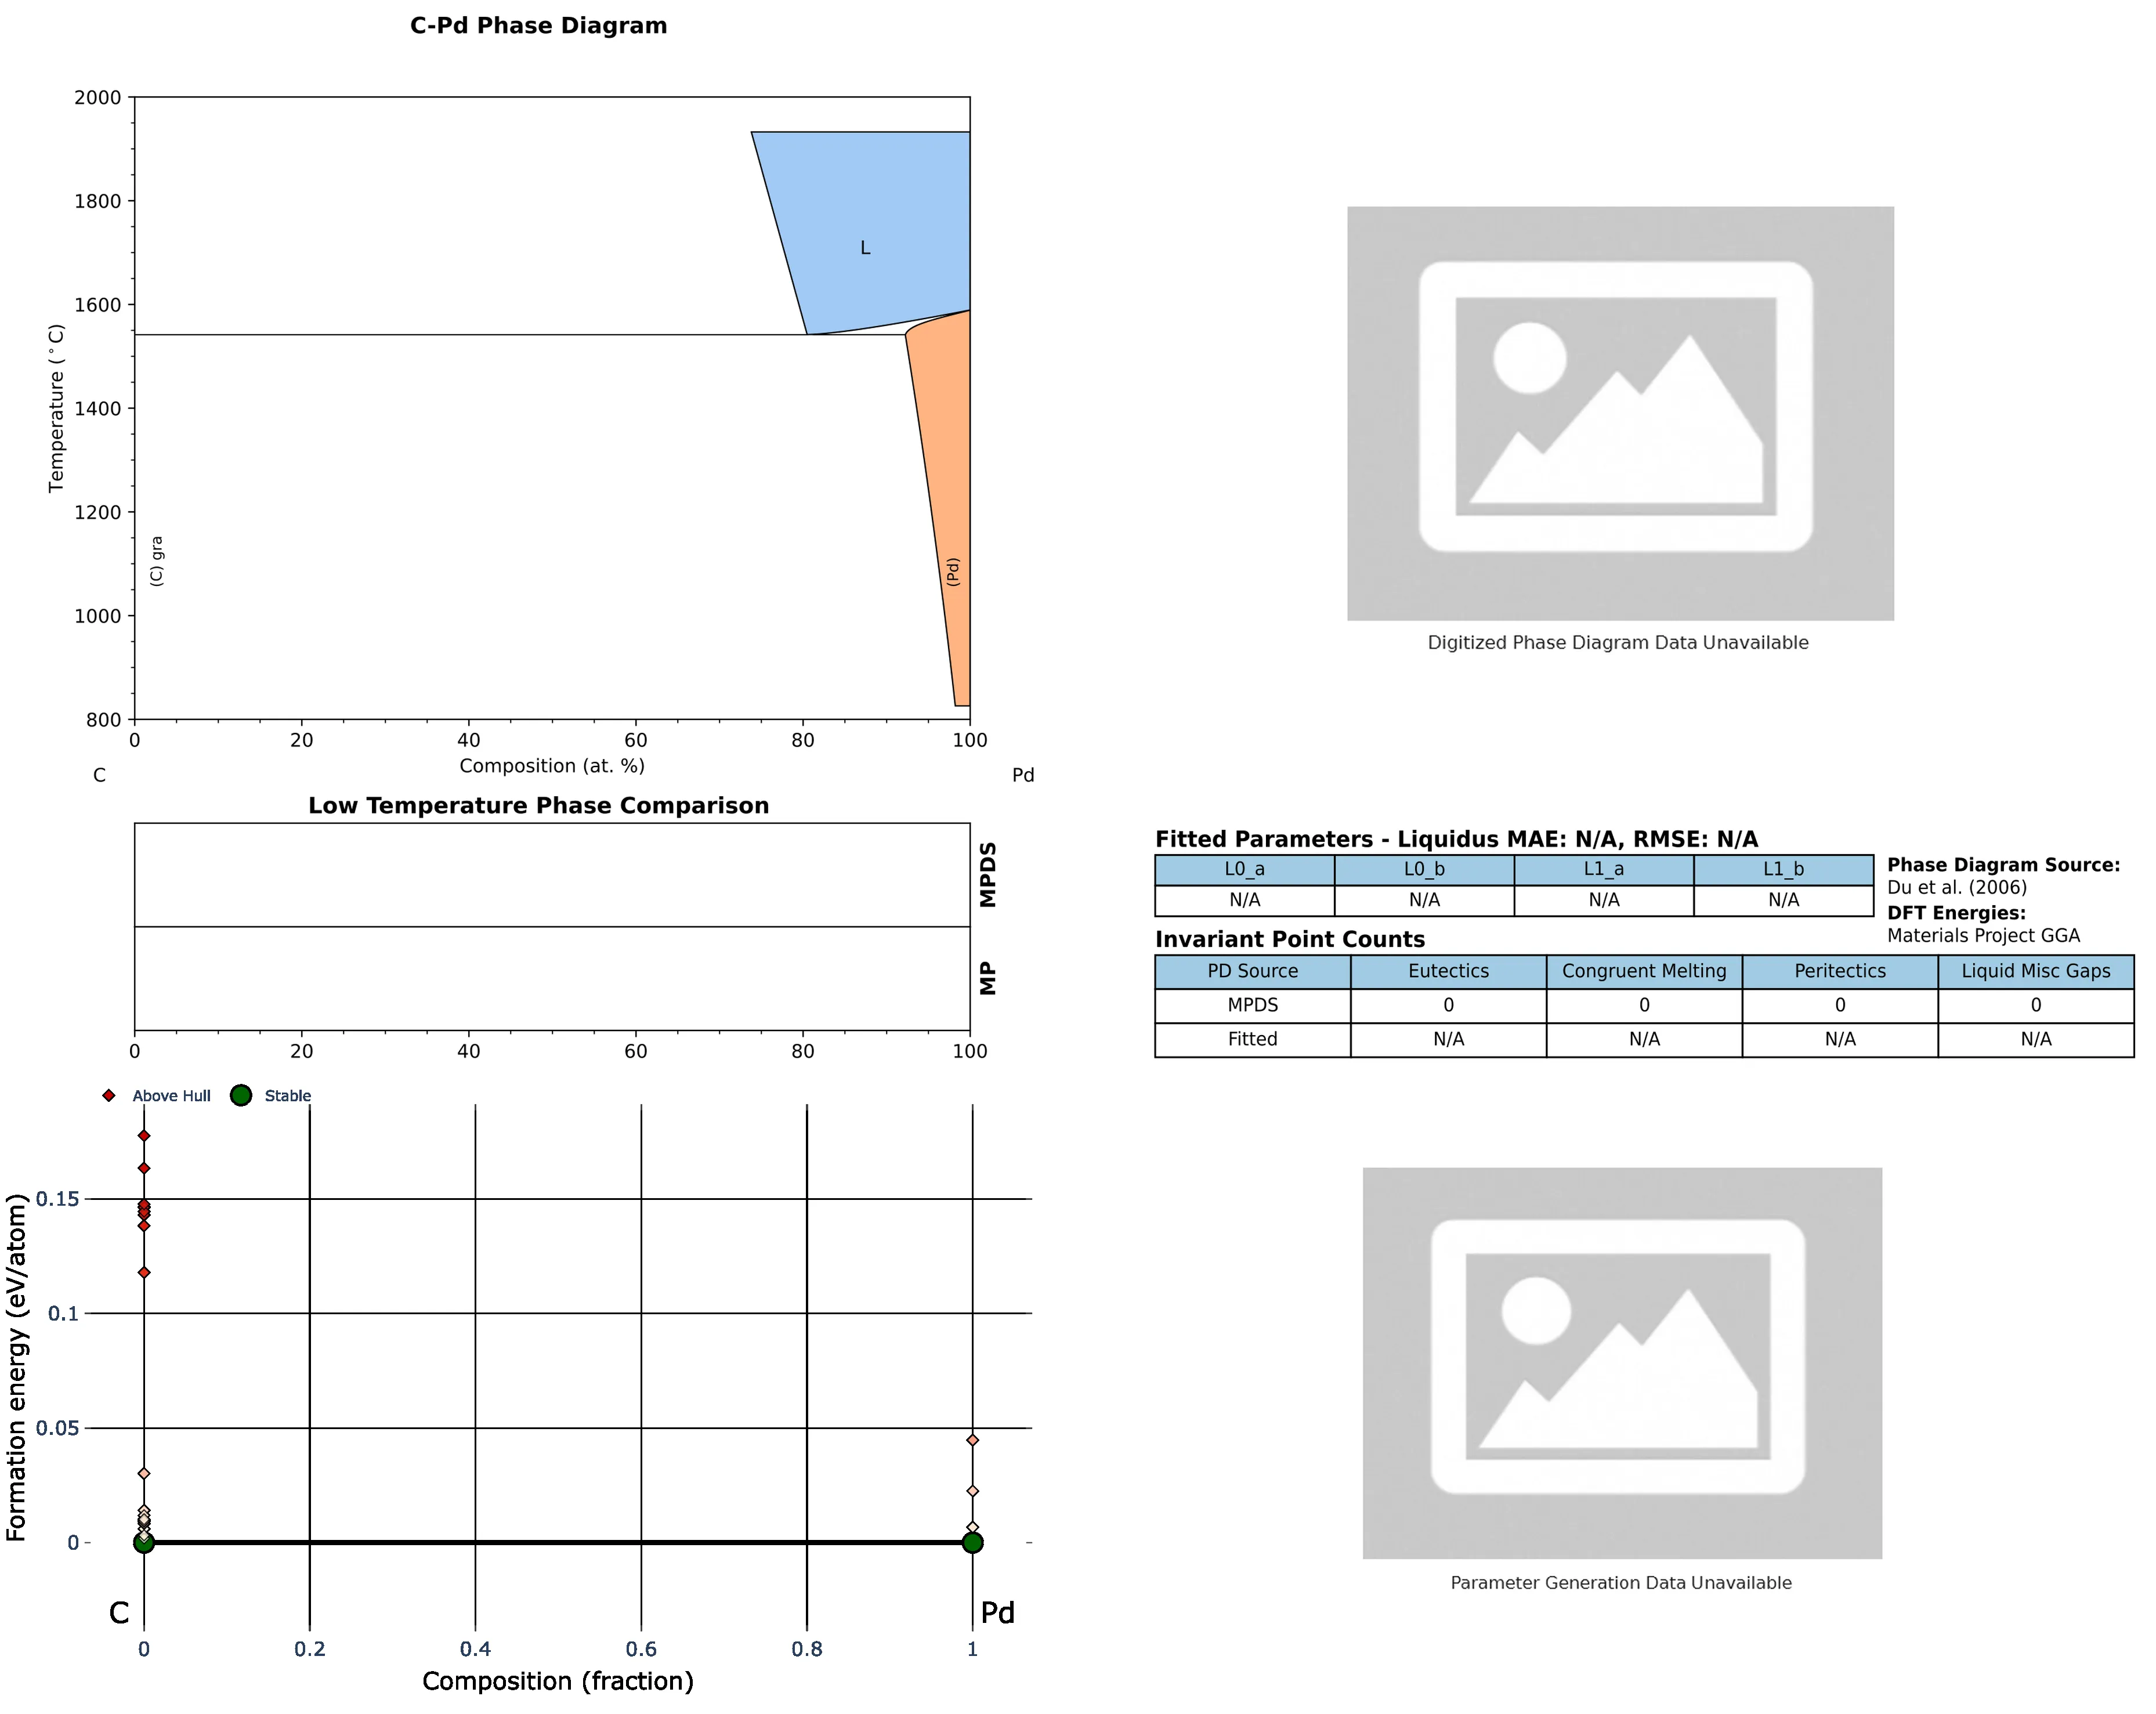 C-Pd Phase Diagram
2000
1800
1600
1400
1200
1000
800
Temperature (°C)
L
(C) gra
(Pd)
0 20 40 60 80 100
Composition (at. %)
C Pd
Digitized Phase Diagram Data Unavailable
Low Temperature Phase Comparison
MPDS
MP
0 20 40 60 80 100
Fitted Parameters - Liquidus MAE: N/A, RMSE: N/A
L0_a L0_b L1_a L1_b
N/A N/A N/A N/A
Phase Diagram Source:
Du et al. (2006)
DFT Energies:
Materials Project GGA
Invariant Point Counts
PD Source Eutectics Congruent Melting Peritectics Liquid Misc Gaps
MPDS 0 0 0 0
Fitted N/A N/A N/A N/A
Above Hull Stable
0.15
0.1
0.05
0
Formation energy (eV/atom)
C Pd
0 0.2 0.4 0.6 0.8 1
Composition (fraction)
Parameter Generation Data Unavailable